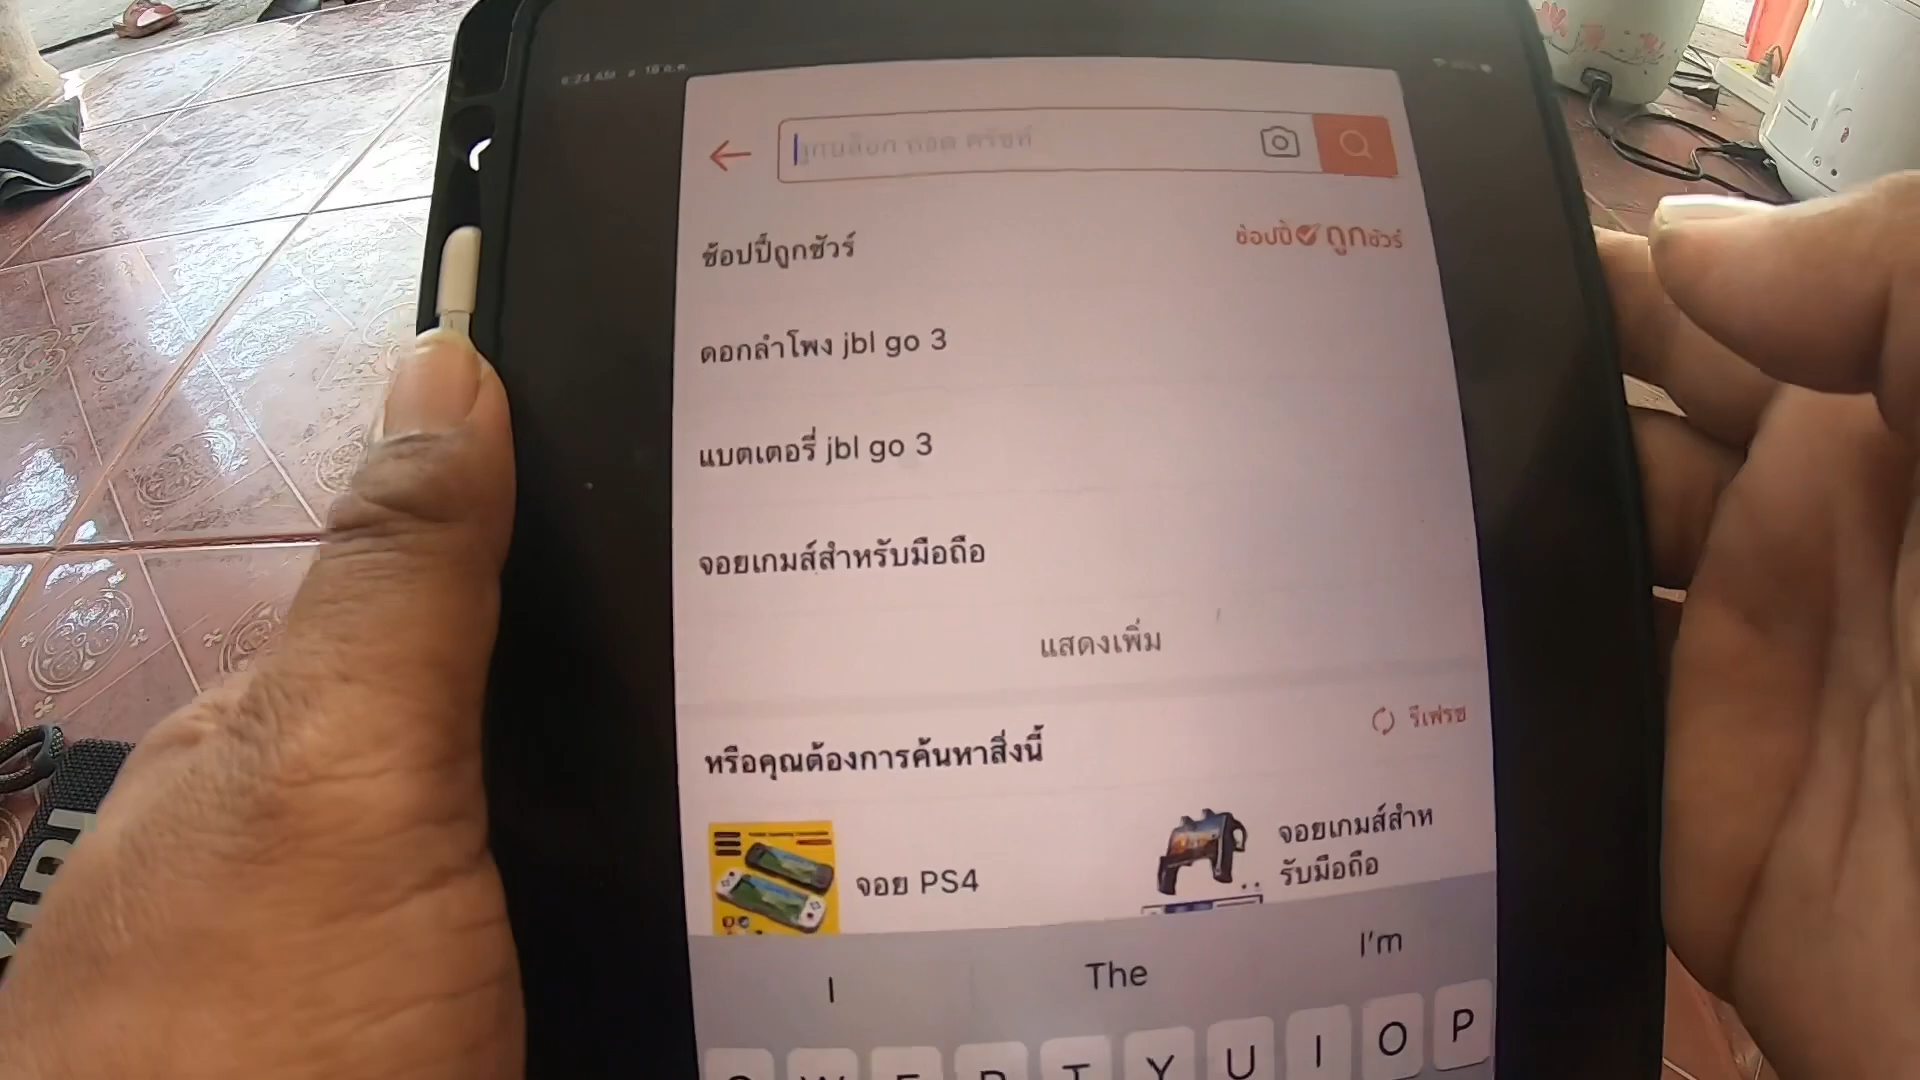 6:24 AM
ช้อปปี้ถูกชัวร์
ช้อปปี้ถูกชัวร์
ดอกลำโพง jbl go 3
แบตเตอรี่ jbl go 3
จอยเกมส์สำหรับมือถือ
แสดงเพิ่ม
หรือคุณต้องการค้นหาสิ่งนี้
รีเฟรช
จอย PS4
จอยเกมส์สำห
รับมือถือ
I The I'm
Q W E R T Y U I O P
JBL